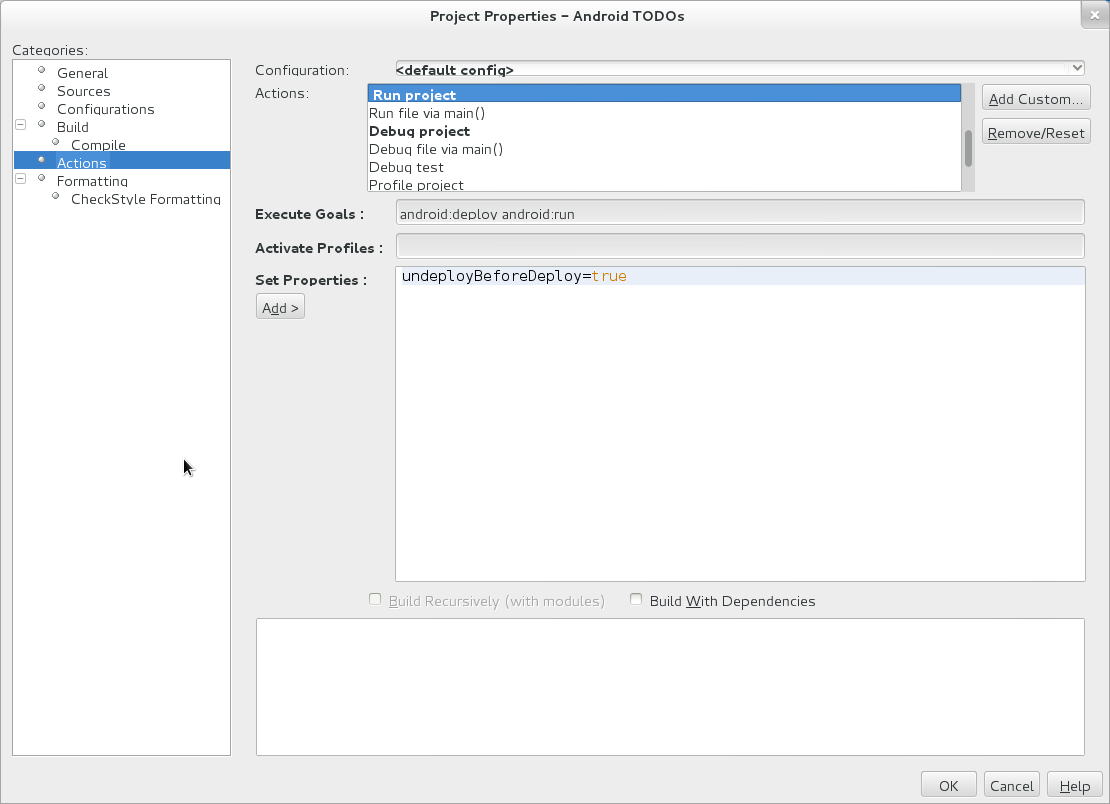 Project Properties – Android TODOs
Categories:
General
Sources
Configurations
Build
Compile
Actions
Formatting
CheckStyle Formatting
Configuration:
<default config>
Actions:
Run project
Run file via main()
Debug project
Debug file via main()
Debug test
Profile project
Add Custom...
Remove/Reset
Execute Goals :
android:deploy android:run
Activate Profiles :
Set Properties :
undeployBeforeDeploy=true
Add >
Build Recursively (with modules)
Build With Dependencies
OK
Cancel
Help